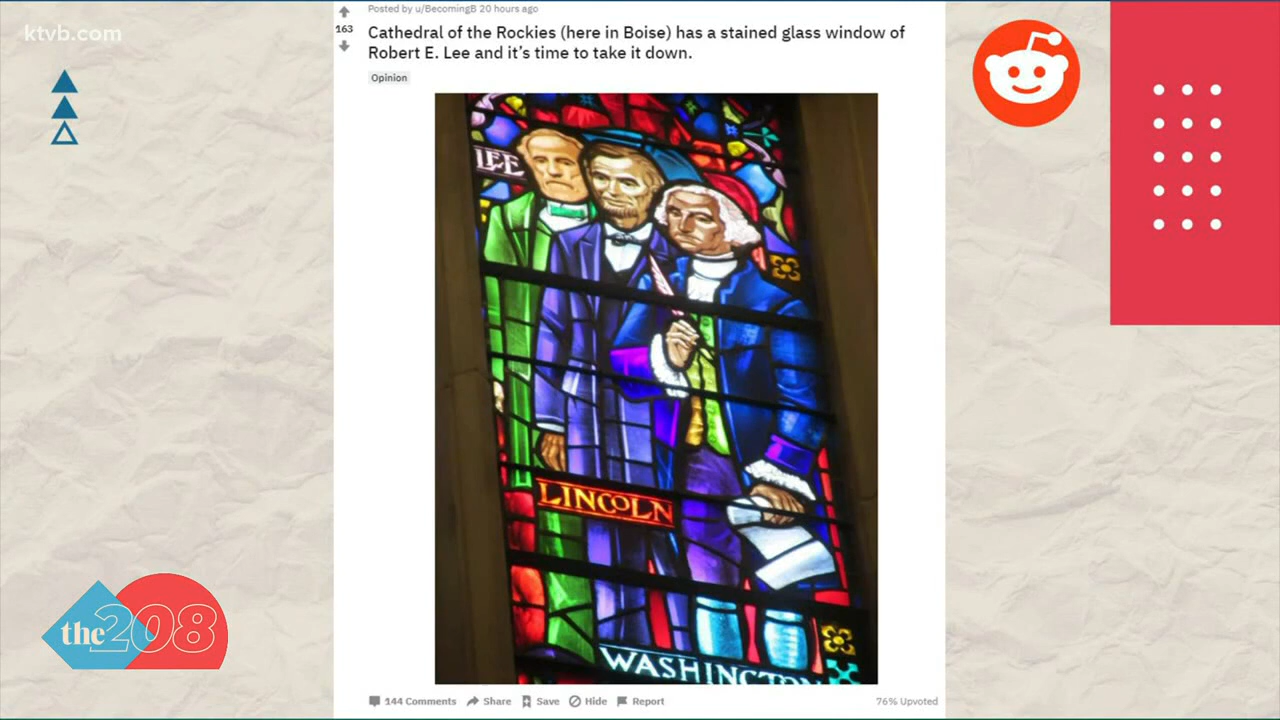 ktvb.com
Posted by u/BecomingB 20 hours ago
163
Cathedral of the Rockies (here in Boise) has a stained glass window of
Robert E. Lee and it’s time to take it down.
Opinion
LEE
LINCOLN
WASHINGTON
144 Comments Share Save Hide Report
76% Upvoted
the208